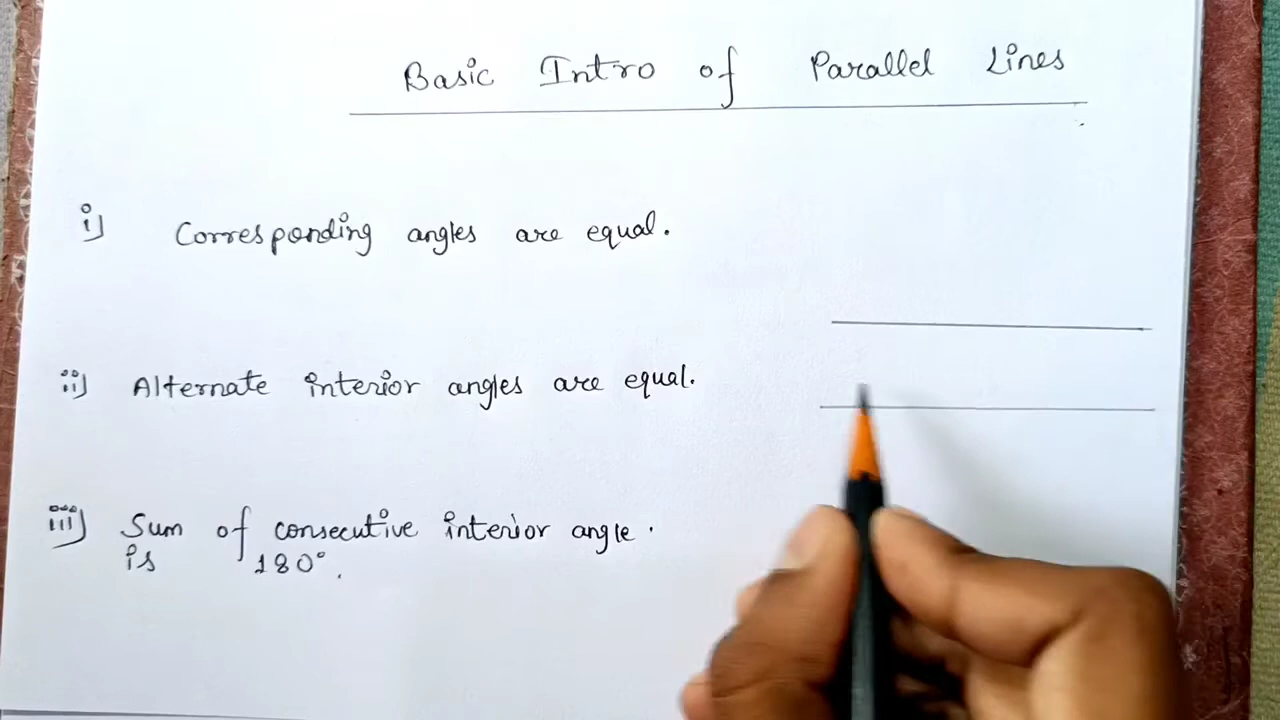 Basic Intro of Parallel Lines
i) Corresponding angles are equal.
ii) Alternate interior angles are equal.
iii) Sum of consecutive interior angle.
is 180°.